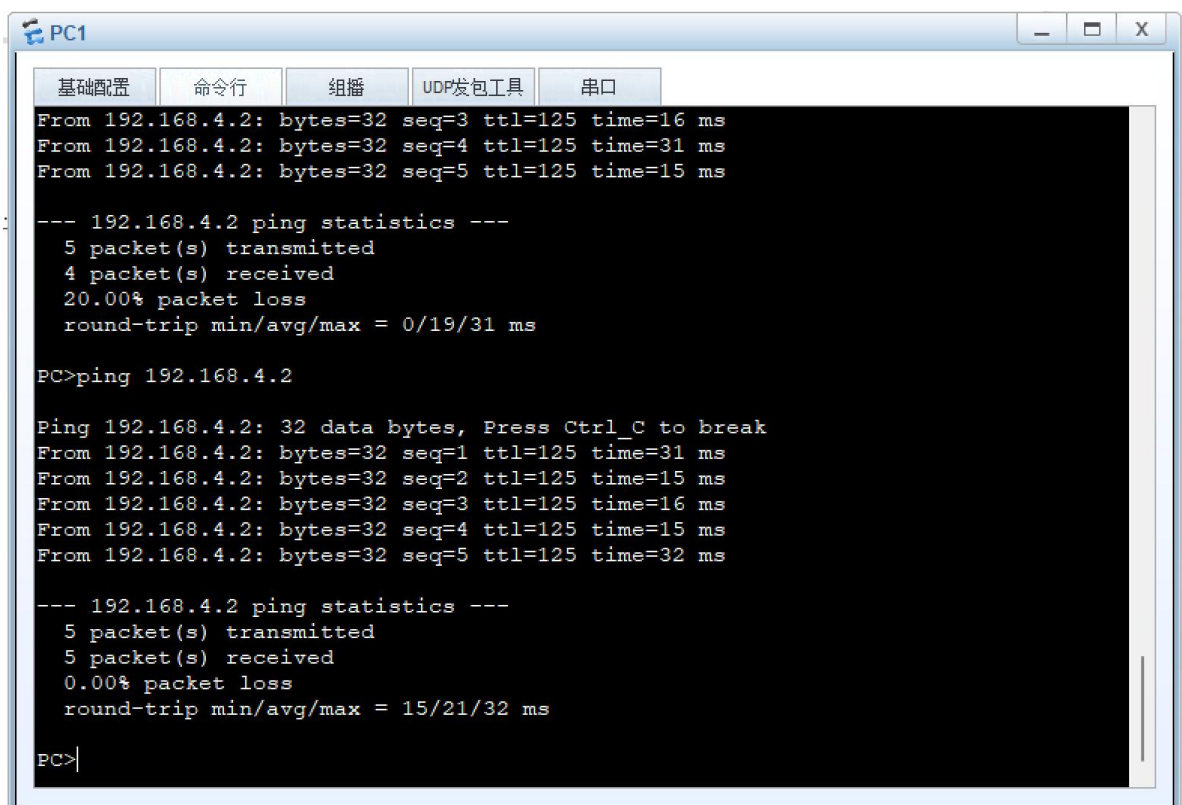 PC1
基础配置 命令行 组播 UDP发包工具 串口
From 192.168.4.2: bytes=32 seq=3 ttl=125 time=16 ms
From 192.168.4.2: bytes=32 seq=4 ttl=125 time=31 ms
From 192.168.4.2: bytes=32 seq=5 ttl=125 time=15 ms
--- 192.168.4.2 ping statistics ---
5 packet(s) transmitted
4 packet(s) received
20.00% packet loss
round-trip min/avg/max = 0/19/31 ms
PC>ping 192.168.4.2
Ping 192.168.4.2: 32 data bytes, Press Ctrl_C to break
From 192.168.4.2: bytes=32 seq=1 ttl=125 time=31 ms
From 192.168.4.2: bytes=32 seq=2 ttl=125 time=15 ms
From 192.168.4.2: bytes=32 seq=3 ttl=125 time=16 ms
From 192.168.4.2: bytes=32 seq=4 ttl=125 time=15 ms
From 192.168.4.2: bytes=32 seq=5 ttl=125 time=32 ms
--- 192.168.4.2 ping statistics ---
5 packet(s) transmitted
5 packet(s) received
0.00% packet loss
round-trip min/avg/max = 15/21/32 ms
PC>